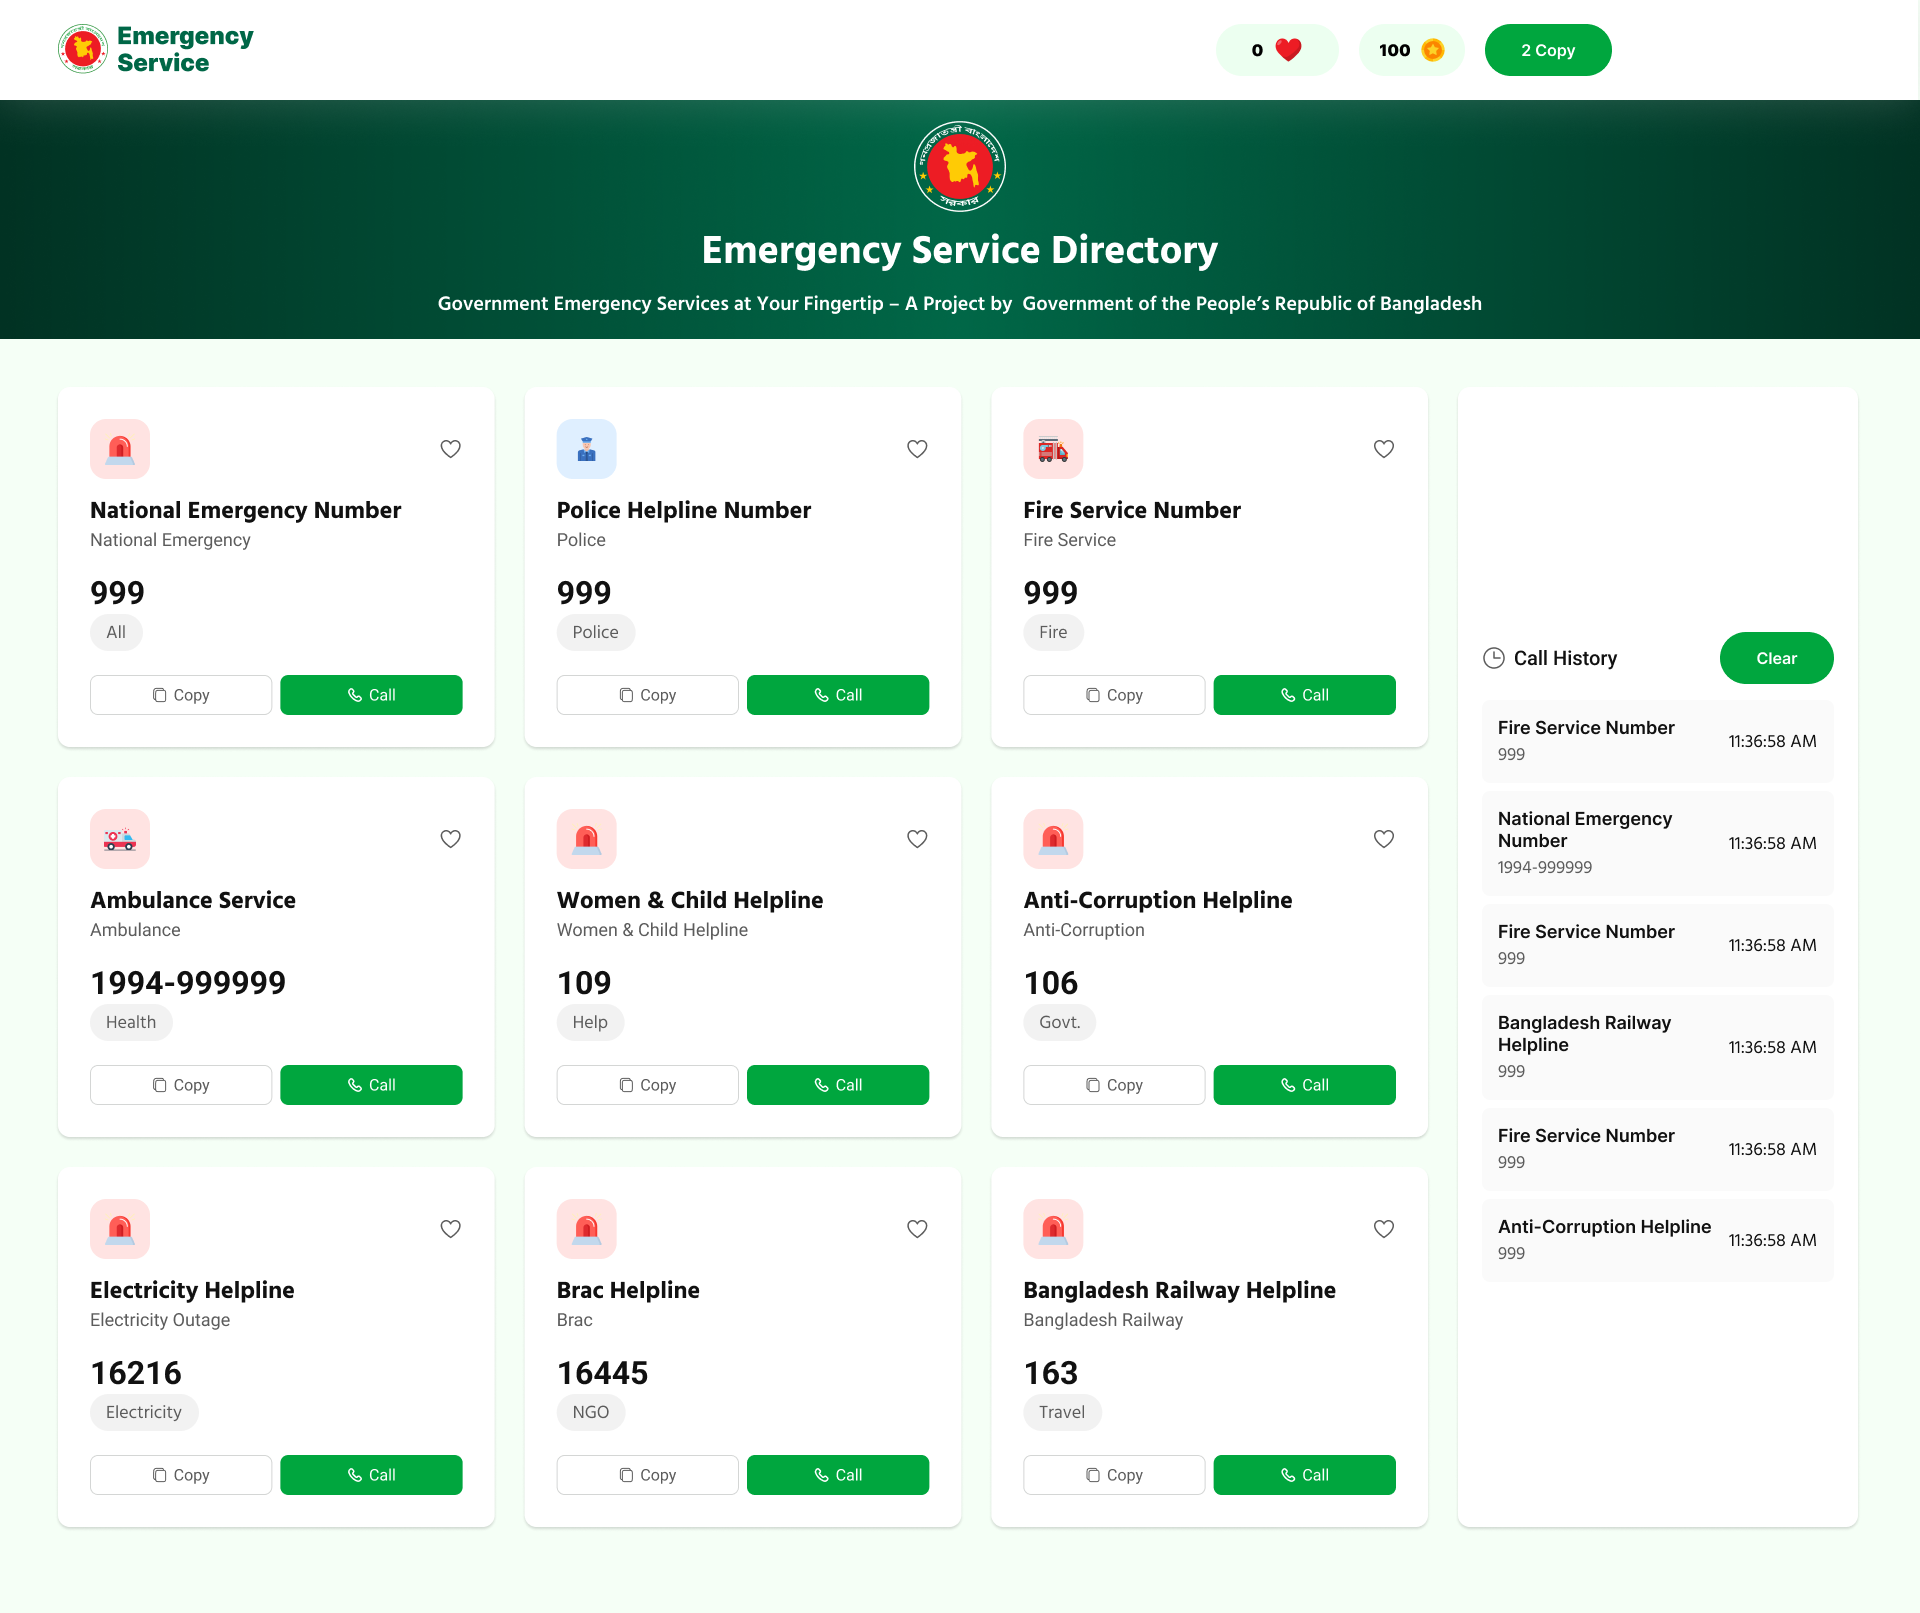 Emergency
Service
0
100
2 Copy
গনপ্রজাতন্ত্রী বাংলাদেশ
সরকার
Emergency Service Directory
Government Emergency Services at Your Fingertip – A Project by  Government of the People’s Republic of Bangladesh
National Emergency Number
National Emergency
999
All
Copy
Call
Police Helpline Number
Police
999
Police
Copy
Call
Fire Service Number
Fire Service
999
Fire
Copy
Call
Ambulance Service
Ambulance
1994-999999
Health
Copy
Call
Women & Child Helpline
Women & Child Helpline
109
Help
Copy
Call
Anti-Corruption Helpline
Anti-Corruption
106
Govt.
Copy
Call
Electricity Helpline
Electricity Outage
16216
Electricity
Copy
Call
Brac Helpline
Brac
16445
NGO
Copy
Call
Bangladesh Railway Helpline
Bangladesh Railway
163
Travel
Copy
Call
Call History
Clear
Fire Service Number
999
11:36:58 AM
National Emergency
Number
1994-999999
11:36:58 AM
Fire Service Number
999
11:36:58 AM
Bangladesh Railway
Helpline
999
11:36:58 AM
Fire Service Number
999
11:36:58 AM
Anti-Corruption Helpline
999
11:36:58 AM